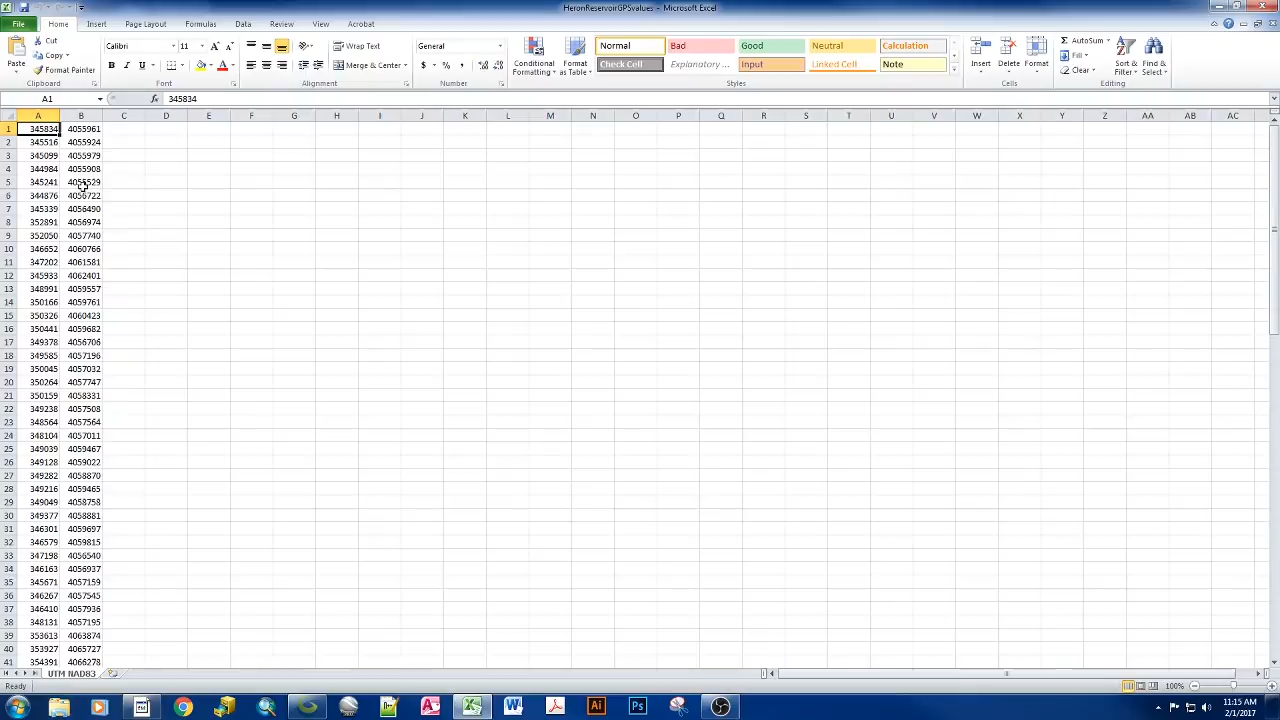 HeronReservoirGPSvalues - Microsoft Excel
File Home Insert Page Layout Formulas Data Review View Acrobat
Cut
Copy
Format Painter
Paste
Clipboard
Calibri 11
B I U
Font
Wrap Text
Merge & Center
Alignment
General
$ % ,
Number
Conditional Formatting
Format as Table
Normal Bad Good Neutral Calculation
Check Cell Explanatory ... Input Linked Cell Note
Styles
Insert Delete Format
Cells
AutoSum
Fill
Clear
Sort & Filter
Find & Select
Editing
A1 fx 345834
A B C D E F G H I J K L M N O P Q R S T U V W X Y Z AA AB AC
1 345834 4055961
2 345516 4055924
3 345099 4055979
4 344984 4055908
5 345241 4055529
6 344876 4056722
7 345339 4056490
8 352891 4056974
9 352050 4057740
10 346652 4060766
11 347202 4061581
12 345933 4062401
13 348991 4059557
14 350166 4059761
15 350326 4060423
16 350441 4059682
17 349378 4056706
18 349585 4057196
19 350045 4057032
20 350264 4057747
21 350159 4058331
22 349238 4057508
23 348564 4057564
24 348104 4057011
25 349039 4059467
26 349128 4059022
27 349282 4058870
28 349216 4059465
29 349049 4058758
30 349377 4058881
31 346301 4059697
32 346579 4059815
33 347198 4056540
34 346163 4056937
35 345671 4057159
36 346267 4057545
37 346410 4057936
38 348131 4057195
39 353613 4063874
40 353927 4065727
41 354391 4066278
UTM NAD83
Ready 100%
W Ai Ps
11:15 AM
2/1/2017